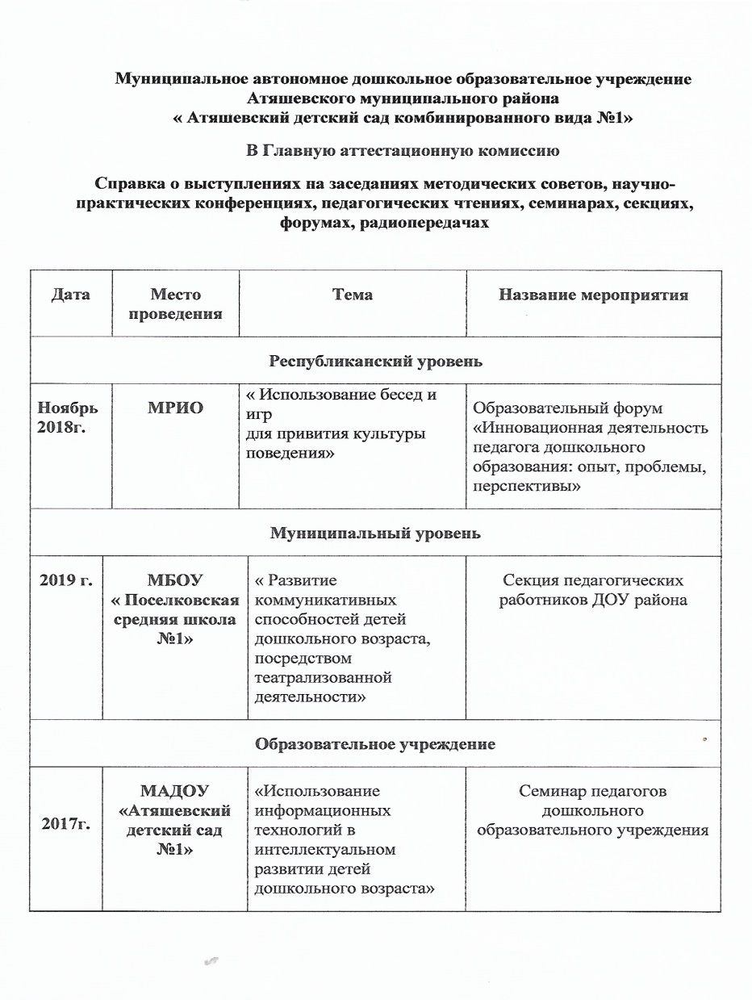 Муниципальное автономное дошкольное образовательное учреждение
Атяшевского муниципального района
« Атяшевский детский сад комбинированного вида №1»
В Главную аттестационную комиссию
Справка о выступлениях на заседаниях методических советов, научно-
практических конференциях, педагогических чтениях, семинарах, секциях,
форумах, радиопередачах
Дата
Место
проведения
Тема
Название мероприятия
Республиканский уровень
Ноябрь
2018г.
МРИО
« Использование бесед и
игр
для привития культуры
поведения»
Образовательный форум
«Инновационная деятельность
педагога дошкольного
образования: опыт, проблемы,
перспективы»
Муниципальный уровень
2019 г.
МБОУ
« Поселковская
средняя школа
№1»
« Развитие
коммуникативных
способностей детей
дошкольного возраста,
посредством
театрализованной
деятельности»
Секция педагогических
работников ДОУ района
Образовательное учреждение
2017г.
МАДОУ
«Атяшевский
детский сад
№1»
«Использование
информационных
технологий в
интеллектуальном
развитии детей
дошкольного возраста»
Семинар педагогов
дошкольного
образовательного учреждения